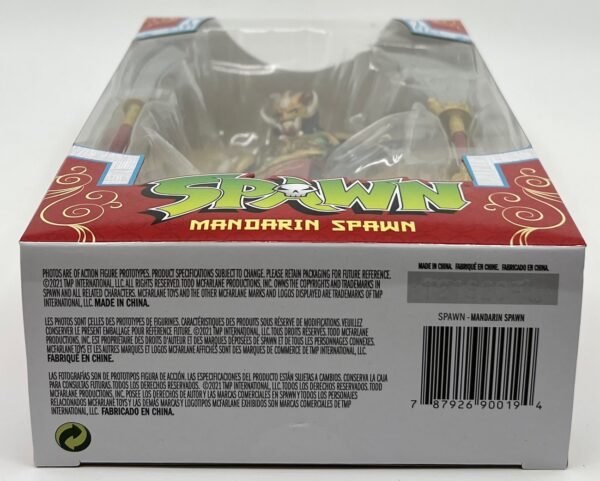 SPAWN
MANDARIN SPAWN
PHOTOS ARE OF ACTION FIGURE PROTOTYPES. PRODUCT SPECIFICATIONS SUBJECT TO CHANGE. PLEASE RETAIN PACKAGING FOR FUTURE REFERENCE.
©2021 TMP INTERNATIONAL, LLC. ALL RIGHTS RESERVED. TODD MCFARLANE PRODUCTIONS, INC. OWNS THE COPYRIGHTS AND TRADEMARKS IN
SPAWN AND ALL RELATED CHARACTERS. MCFARLANE TOYS AND THE OTHER MCFARLANE MARKS AND LOGOS DISPLAYED ARE TRADEMARKS OF TMP
INTERNATIONAL, LLC. MADE IN CHINA.
LES PHOTOS SONT CELLES DES PROTOTYPES DE FIGURINES. CARACTÉRISTIQUES DES PRODUITS SOUS RÉSERVE DE MODIFICATIONS. VEUILLEZ
CONSERVER LE PRÉSENT EMBALLAGE POUR RÉFÉRENCE FUTURE. ©2021 TMP INTERNATIONAL, LLC. TOUS DROITS RÉSERVÉS. TODD MCFARLANE
PRODUCTIONS, INC. EST PROPRIÉTAIRE DES DROITS D'AUTEUR ET DES MARQUES DÉPOSÉES DE SPAWN ET DE TOUS LES PERSONNAGES CONNEXES.
MCFARLANE TOYS ET LES AUTRES MARQUES ET LOGOS MCFARLANE AFFICHÉS SONT DES MARQUES DE COMMERCE DE TMP INTERNATIONAL, LLC.
FABRIQUÉ EN CHINE.
LAS FOTOGRAFÍAS SON DE PROTOTIPOS FIGURA DE ACCIÓN. LAS ESPECIFICACIONES DEL PRODUCTO ESTÁN SUJETAS A CAMBIOS. CONSERVA LA CAJA
PARA CONSULTAS FUTURAS. TODOS LOS DERECHOS RESERVADOS. ©2021 TMP INTERNATIONAL, LLC. TODOS LOS DERECHOS RESERVADOS. TODD
MCFARLANE PRODUCTIONS, INC. POSEE LOS DERECHOS DE AUTOR Y LAS MARCAS COMERCIALES EN SPAWN Y TODOS LOS PERSONAJES
RELACIONADOS. MCFARLANE TOYS Y LAS DEMÁS MARCAS Y LOGOTIPOS MCFARLANE EXHIBIDOS SON MARCAS COMERCIALES DE TMP
INTERNATIONAL, LLC. FABRICADO EN CHINA.
MADE IN CHINA. FABRIQUÉ EN CHINE. FABRICADO EN CHINA.
SPAWN - MANDARIN SPAWN
7 87926 90019 4